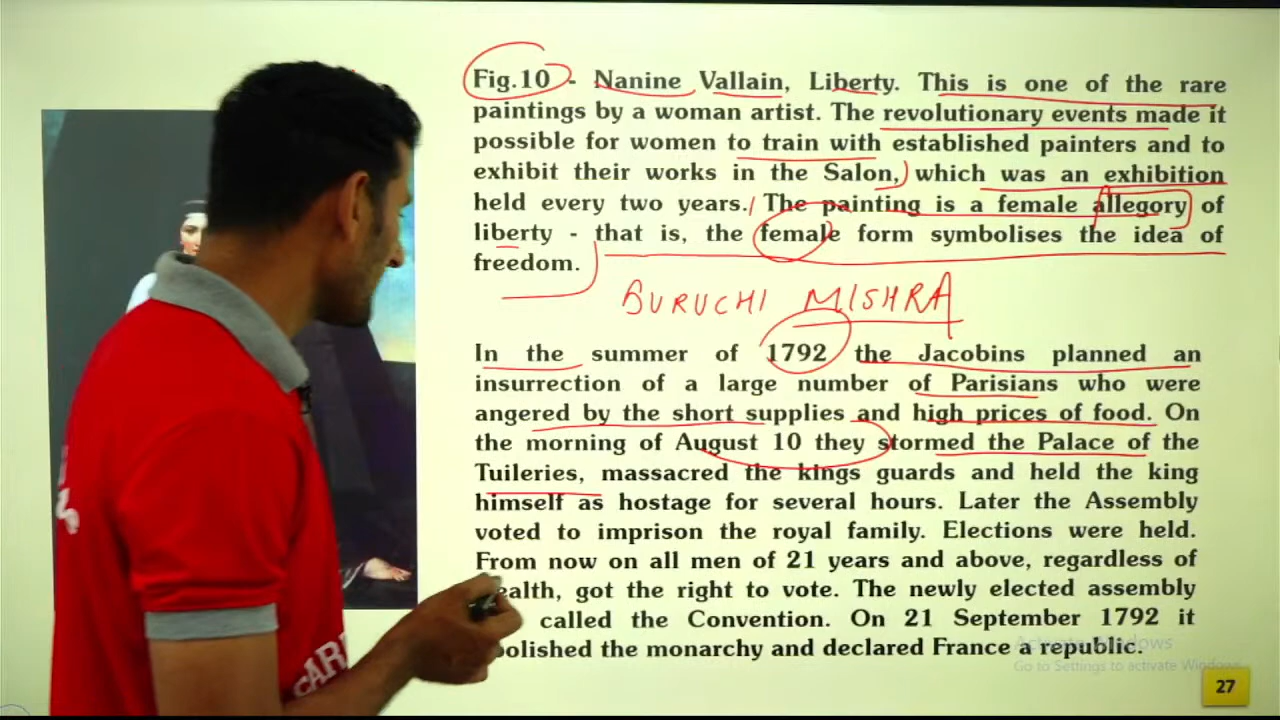 Fig.10 - Nanine Vallain, Liberty. This is one of the rare
paintings by a woman artist. The revolutionary events made it
possible for women to train with established painters and to
exhibit their works in the Salon, which was an exhibition
held every two years. The painting is a female allegory of
liberty - that is, the female form symbolises the idea of
freedom.
BURUCHI MISHRA
In the summer of 1792 the Jacobins planned an
insurrection of a large number of Parisians who were
angered by the short supplies and high prices of food. On
the morning of August 10 they stormed the Palace of the
Tuileries, massacred the kings guards and held the king
himself as hostage for several hours. Later the Assembly
voted to imprison the royal family. Elections were held.
From now on all men of 21 years and above, regardless of
ealth, got the right to vote. The newly elected assembly
called the Convention. On 21 September 1792 it
bolished the monarchy and declared France a republic.
Activate Windows
Go to Settings to activate Windows.
27